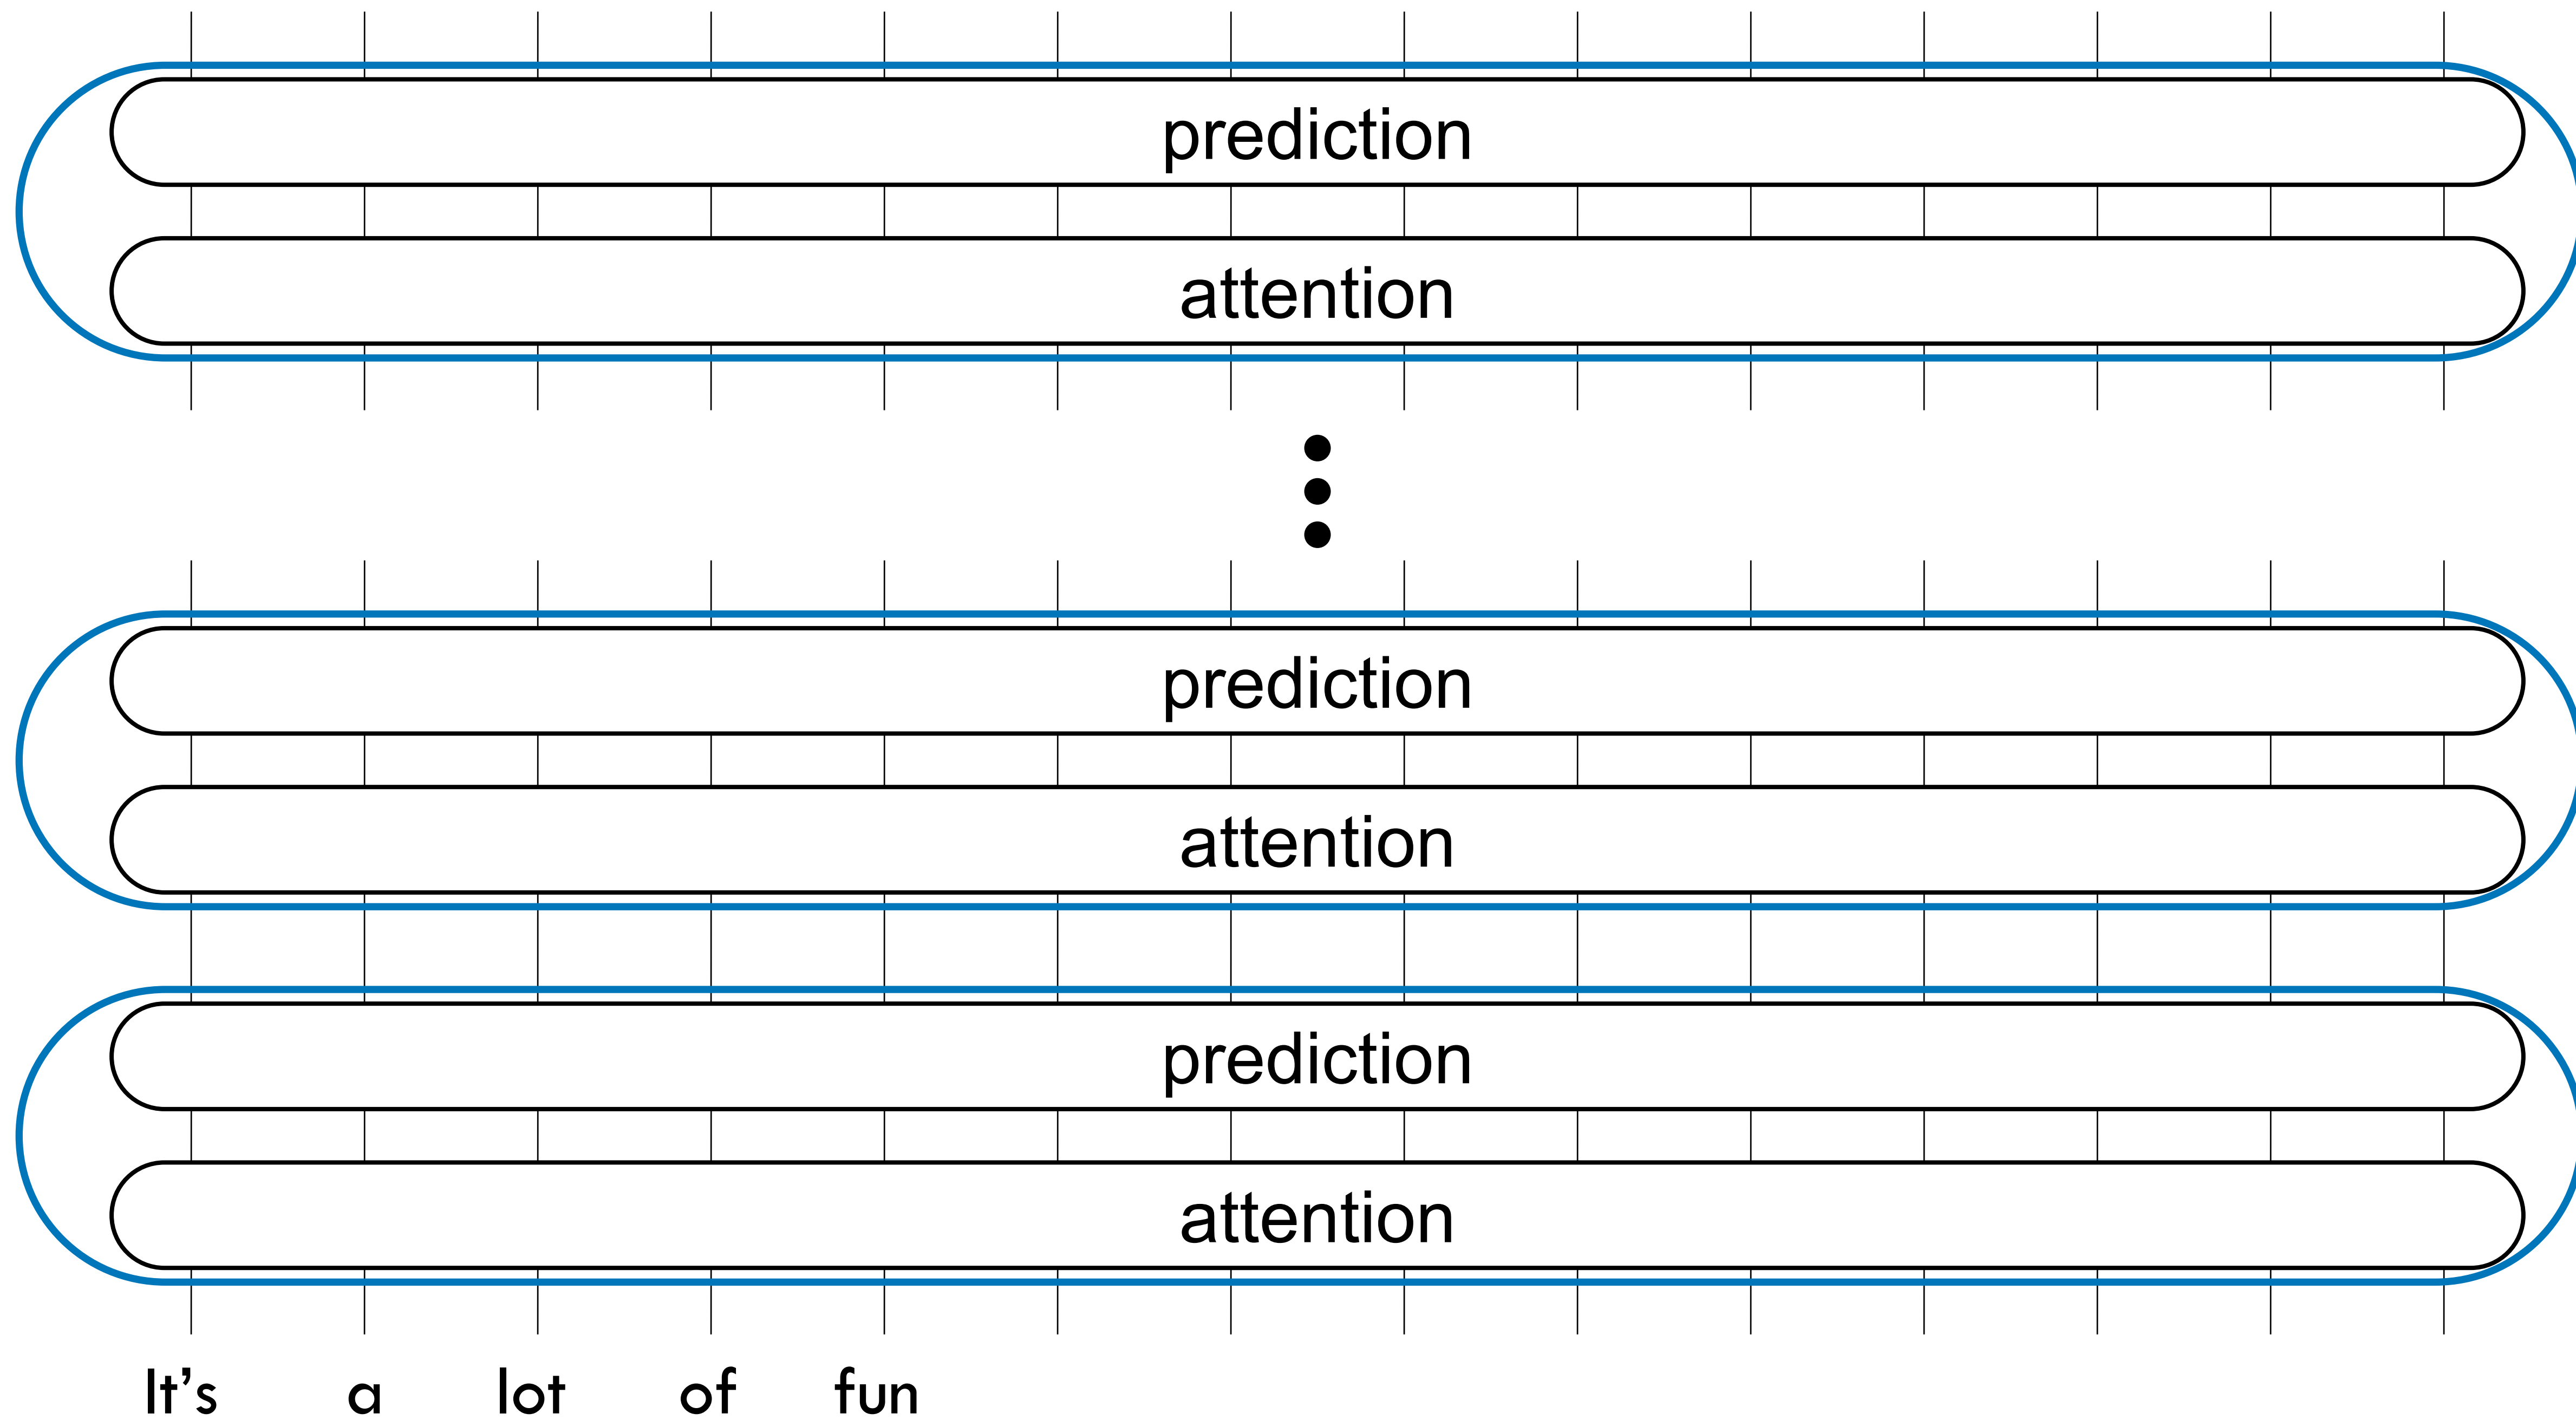 prediction
attention
prediction
attention
prediction
attention
It’s a lot of fun